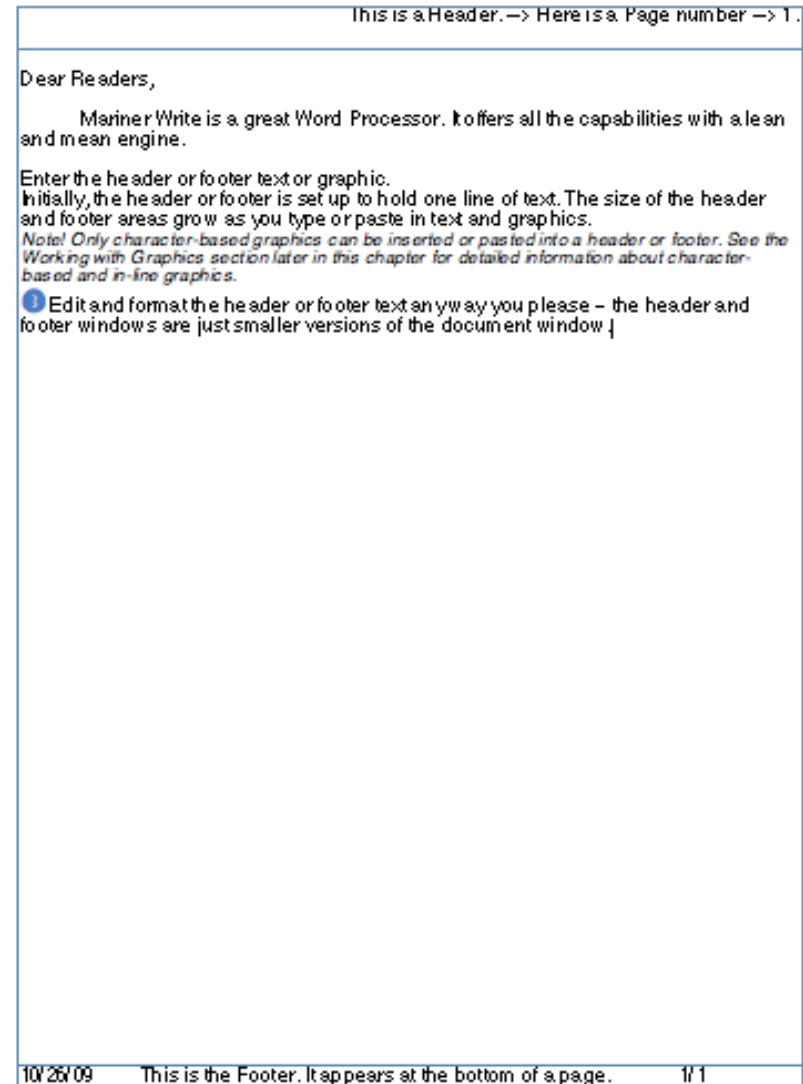 This is a Header. —> Here is a Page number —> 1.
Dear Readers,
Mariner Write is a great Word Processor. It offers all the capabilities with a lean
and mean engine.
Enter the header or footer text or graphic.
Initially, the header or footer is set up to hold one line of text. The size of the header
and footer areas grow as you type or paste in text and graphics.
Note! Only character-based graphics can be inserted or pasted into a header or footer. See the
Working with Graphics section later in this chapter for detailed information about character-
based and in-line graphics.
3 Edit and format the header or footer text anyway you please – the header and
footer windows are just smaller versions of the document window.
10/26/09 This is the Footer. It appears at the bottom of a page. 1/1